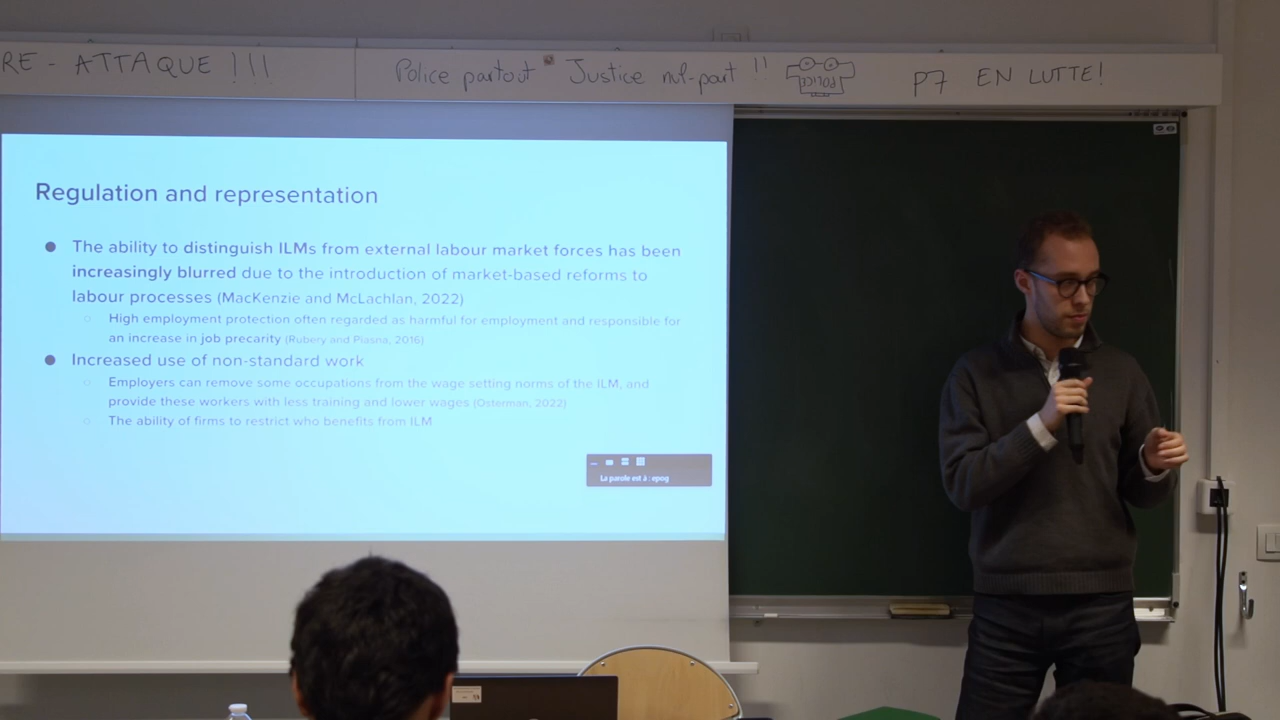 RE - ATTAQUE !!!
Police partout Justice nul-part !!
POLICE
P7 EN LUTTE!
Regulation and representation
● The ability to distinguish ILMs from external labour market forces has been
increasingly blurred due to the introduction of market-based reforms to
labour processes (MacKenzie and McLachlan, 2022)
○ High employment protection often regarded as harmful for employment and responsible for
an increase in job precarity (Rubery and Piasna, 2016)
● Increased use of non-standard work
○ Employers can remove some occupations from the wage setting norms of the ILM, and
provide these workers with less training and lower wages (Osterman, 2022)
○ The ability of firms to restrict who benefits from ILM
La parole est à : epog